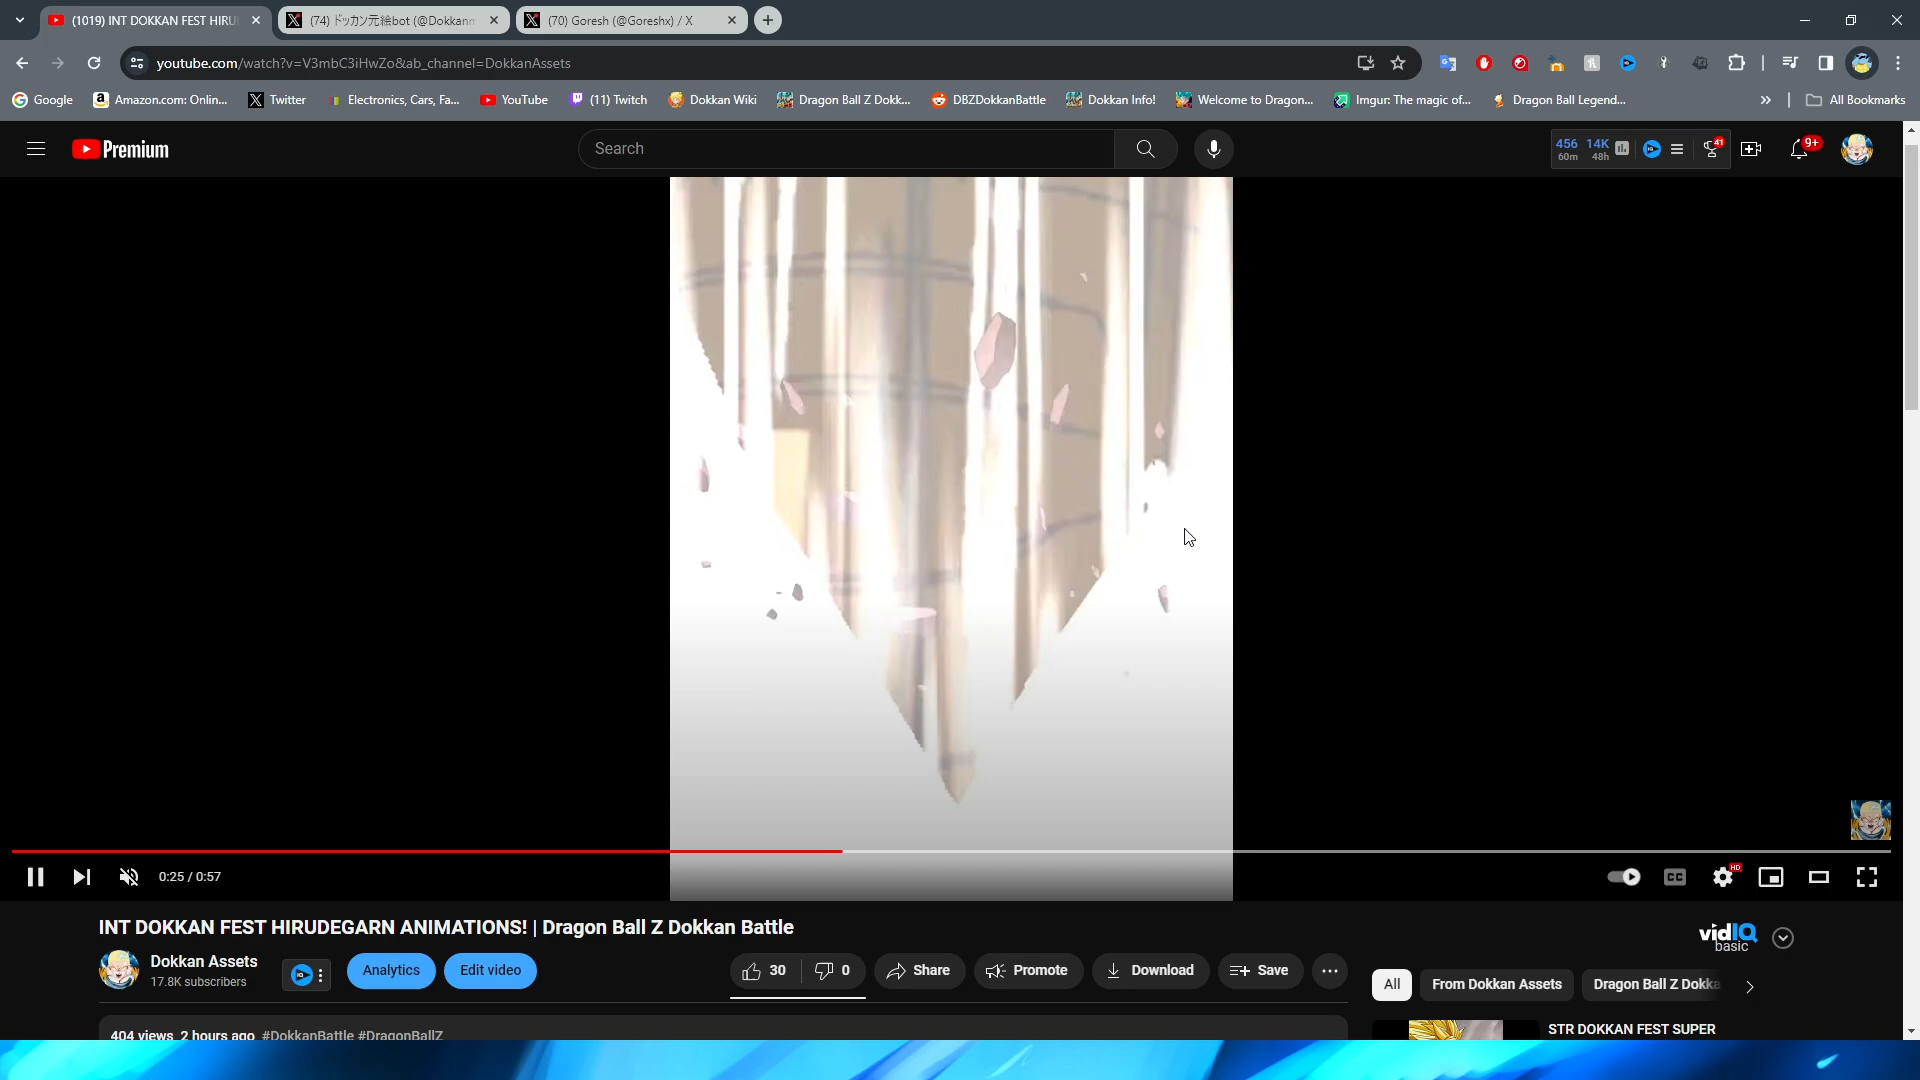 (1019) INT DOKKAN FEST HIRU
(74) ドッカン元絵bot (@Dokkanm
(70) Goresh (@Goreshx) / X
youtube.com/watch?v=V3mbC3iHwZo&ab_channel=DokkanAssets
Google
Amazon.com: Onlin...
Twitter
Electronics, Cars, Fa...
YouTube
(11) Twitch
Dokkan Wiki
Dragon Ball Z Dokk...
DBZDokkanBattle
Dokkan Info!
Welcome to Dragon...
Imgur: The magic of...
Dragon Ball Legend...
All Bookmarks
Premium
Search
456 14K
60m 48h
41
9+
0:25 / 0:57
CC
HD
INT DOKKAN FEST HIRUDEGARN ANIMATIONS! | Dragon Ball Z Dokkan Battle
vidIQ
basic
Dokkan Assets
17.8K subscribers
Analytics
Edit video
30
0
Share
Promote
Download
Save
All
From Dokkan Assets
Dragon Ball Z Dokka
404 views 2 hours ago #DokkanBattle #DragonBallZ
STR DOKKAN FEST SUPER